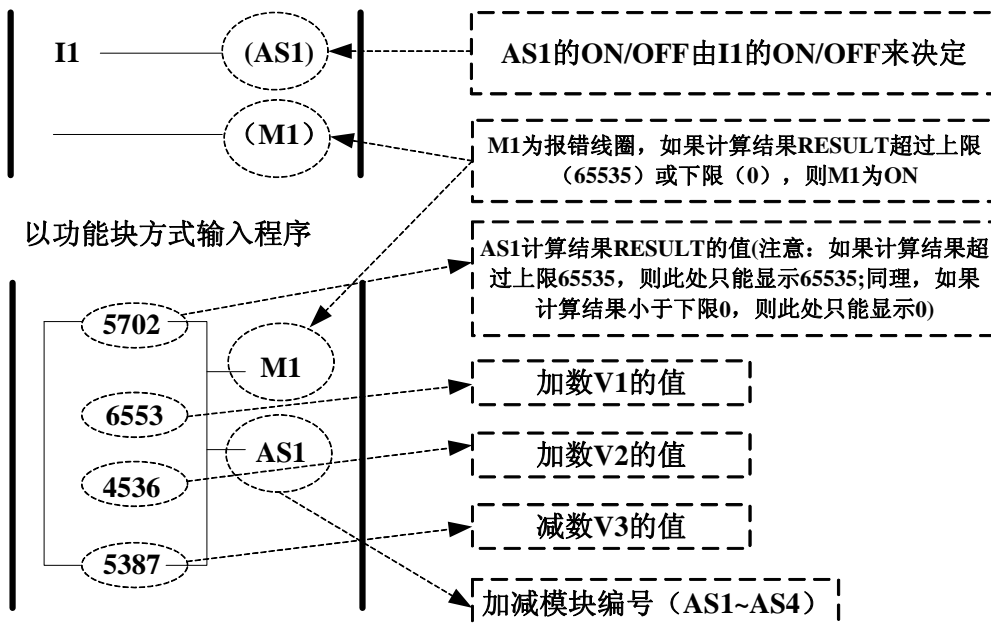 I1
(AS1)
AS1的ON/OFF由I1的ON/OFF来决定
（M1）
M1为报错线圈，如果计算结果RESULT超过上限
（65535）或下限（0），则M1为ON
以功能块方式输入程序
AS1计算结果RESULT的值(注意：如果计算结果超
过上限65535，则此处只能显示65535;同理，如果
计算结果小于下限0，则此处只能显示0)
5702
M1
加数V1的值
6553
AS1
加数V2的值
4536
减数V3的值
5387
加减模块编号（AS1~AS4）